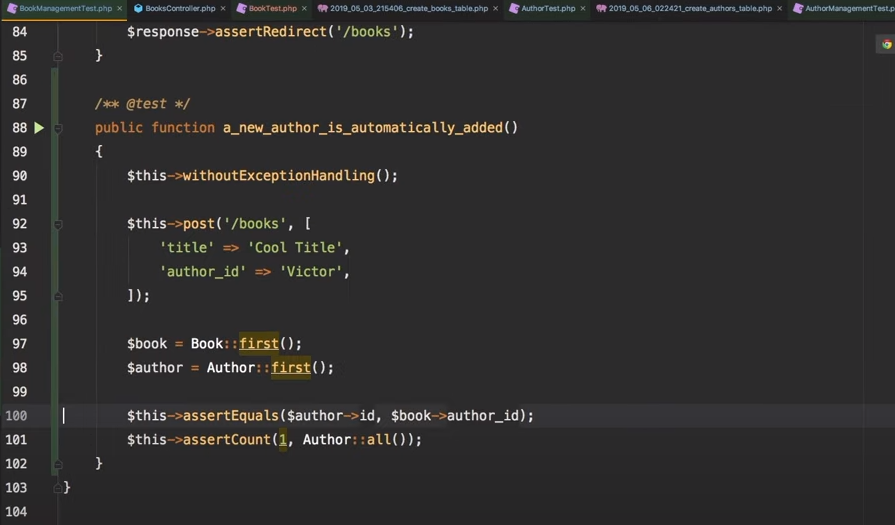 BookManagementTest.php × BooksController.php × BookTest.php × 2019_05_03_215406_create_books_table.php × AuthorTest.php × 2019_05_06_022421_create_authors_table.php × AuthorManagementTest.php
84 $response->assertRedirect('/books');
85 }
86
87 /** @test */
88 public function a_new_author_is_automatically_added()
89 {
90 $this->withoutExceptionHandling();
91
92 $this->post('/books', [
93 'title' => 'Cool Title',
94 'author_id' => 'Victor',
95 ]);
96
97 $book = Book::first();
98 $author = Author::first();
99
100 $this->assertEquals($author->id, $book->author_id);
101 $this->assertCount(1, Author::all());
102 }
103 }
104